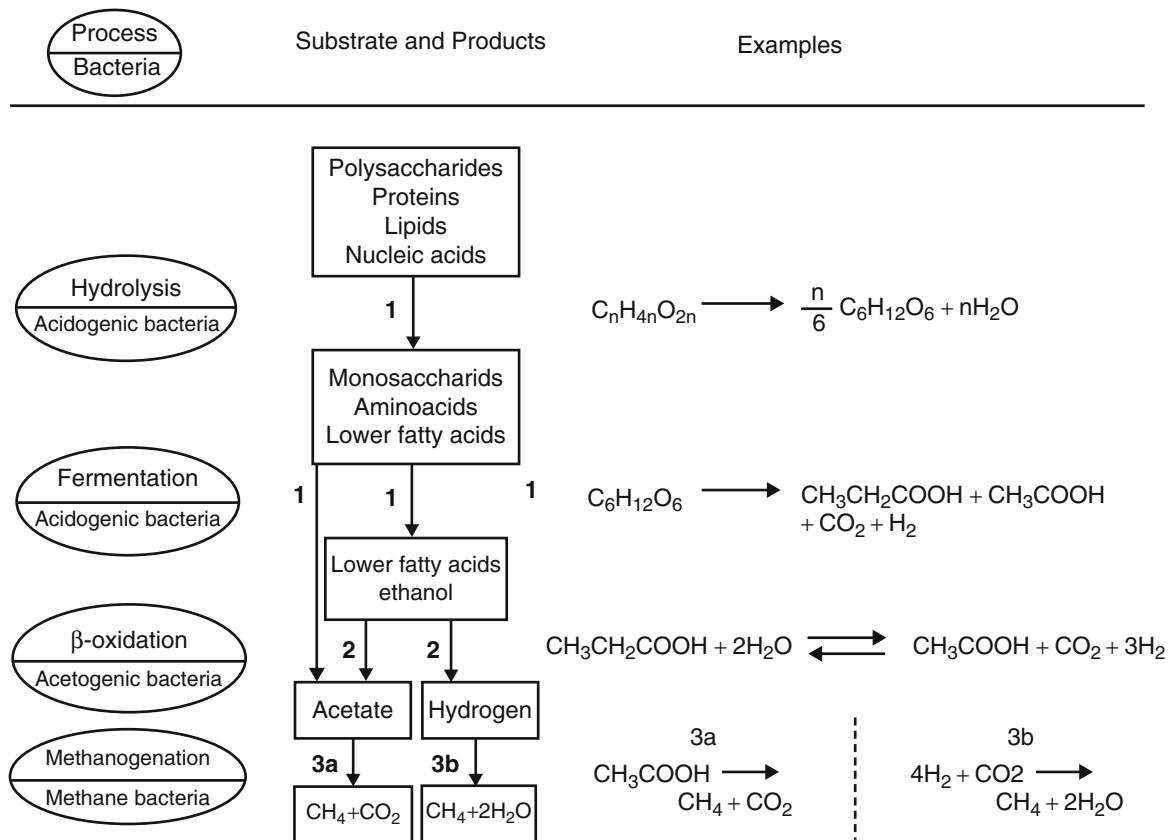 Process
Bacteria
Substrate and Products
Examples
Polysaccharides
Proteins
Lipids
Nucleic acids
Hydrolysis
Acidogenic bacteria
1
CₙH₄ₙO₂ₙ → n/6 C₆H₁₂O₆ + nH₂O
Monosaccharids
Aminoacids
Lower fatty acids
Fermentation
Acidogenic bacteria
1
1
1
C₆H₁₂O₆ → CH₃CH₂COOH + CH₃COOH
+ CO₂ + H₂
Lower fatty acids
ethanol
β-oxidation
Acetogenic bacteria
2
2
CH₃CH₂COOH + 2H₂O ⇄ CH₃COOH + CO₂ + 3H₂
Acetate
Hydrogen
Methanogenation
Methane bacteria
3a
3b
3a
CH₃COOH →
CH₄ + CO₂
3b
4H₂ + CO2 →
CH₄ + 2H₂O
CH₄+CO₂
CH₄+2H₂O